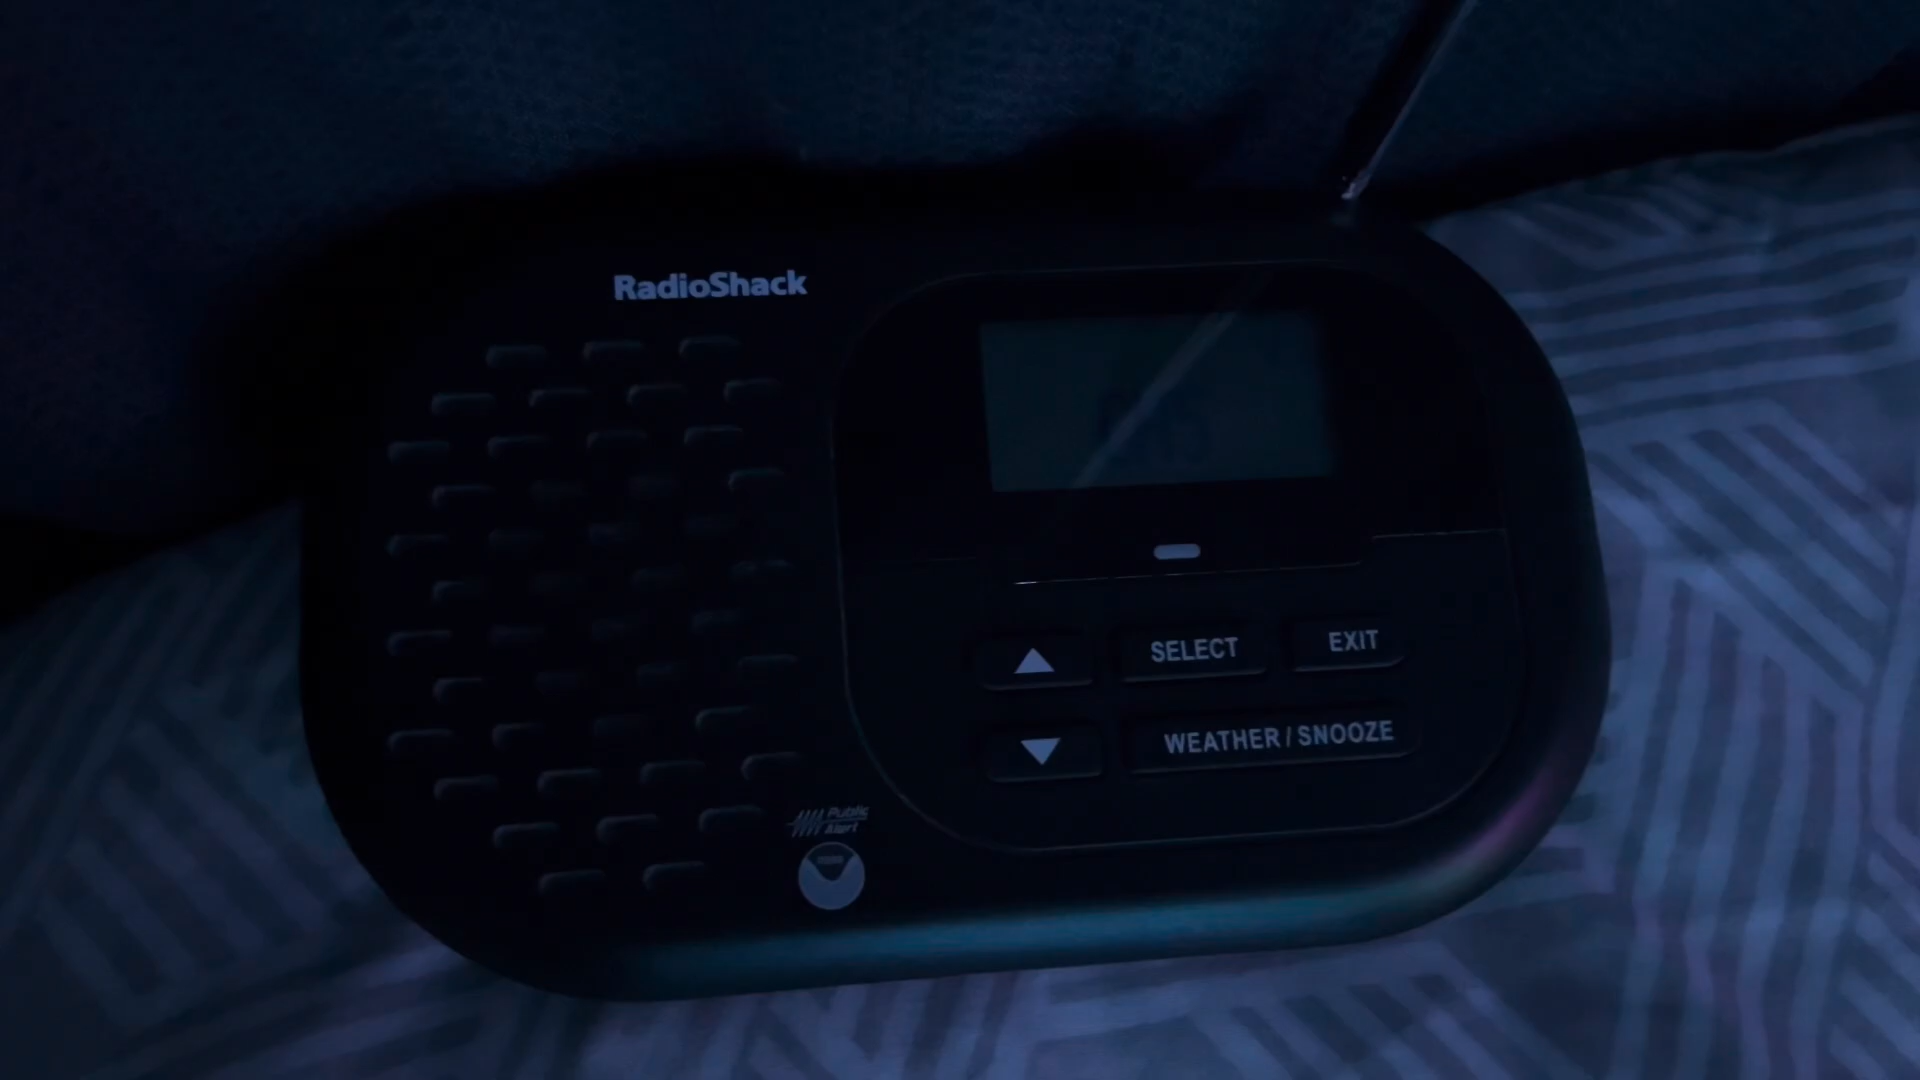 RadioShack
SELECT
EXIT
WEATHER / SNOOZE
Public
Alert